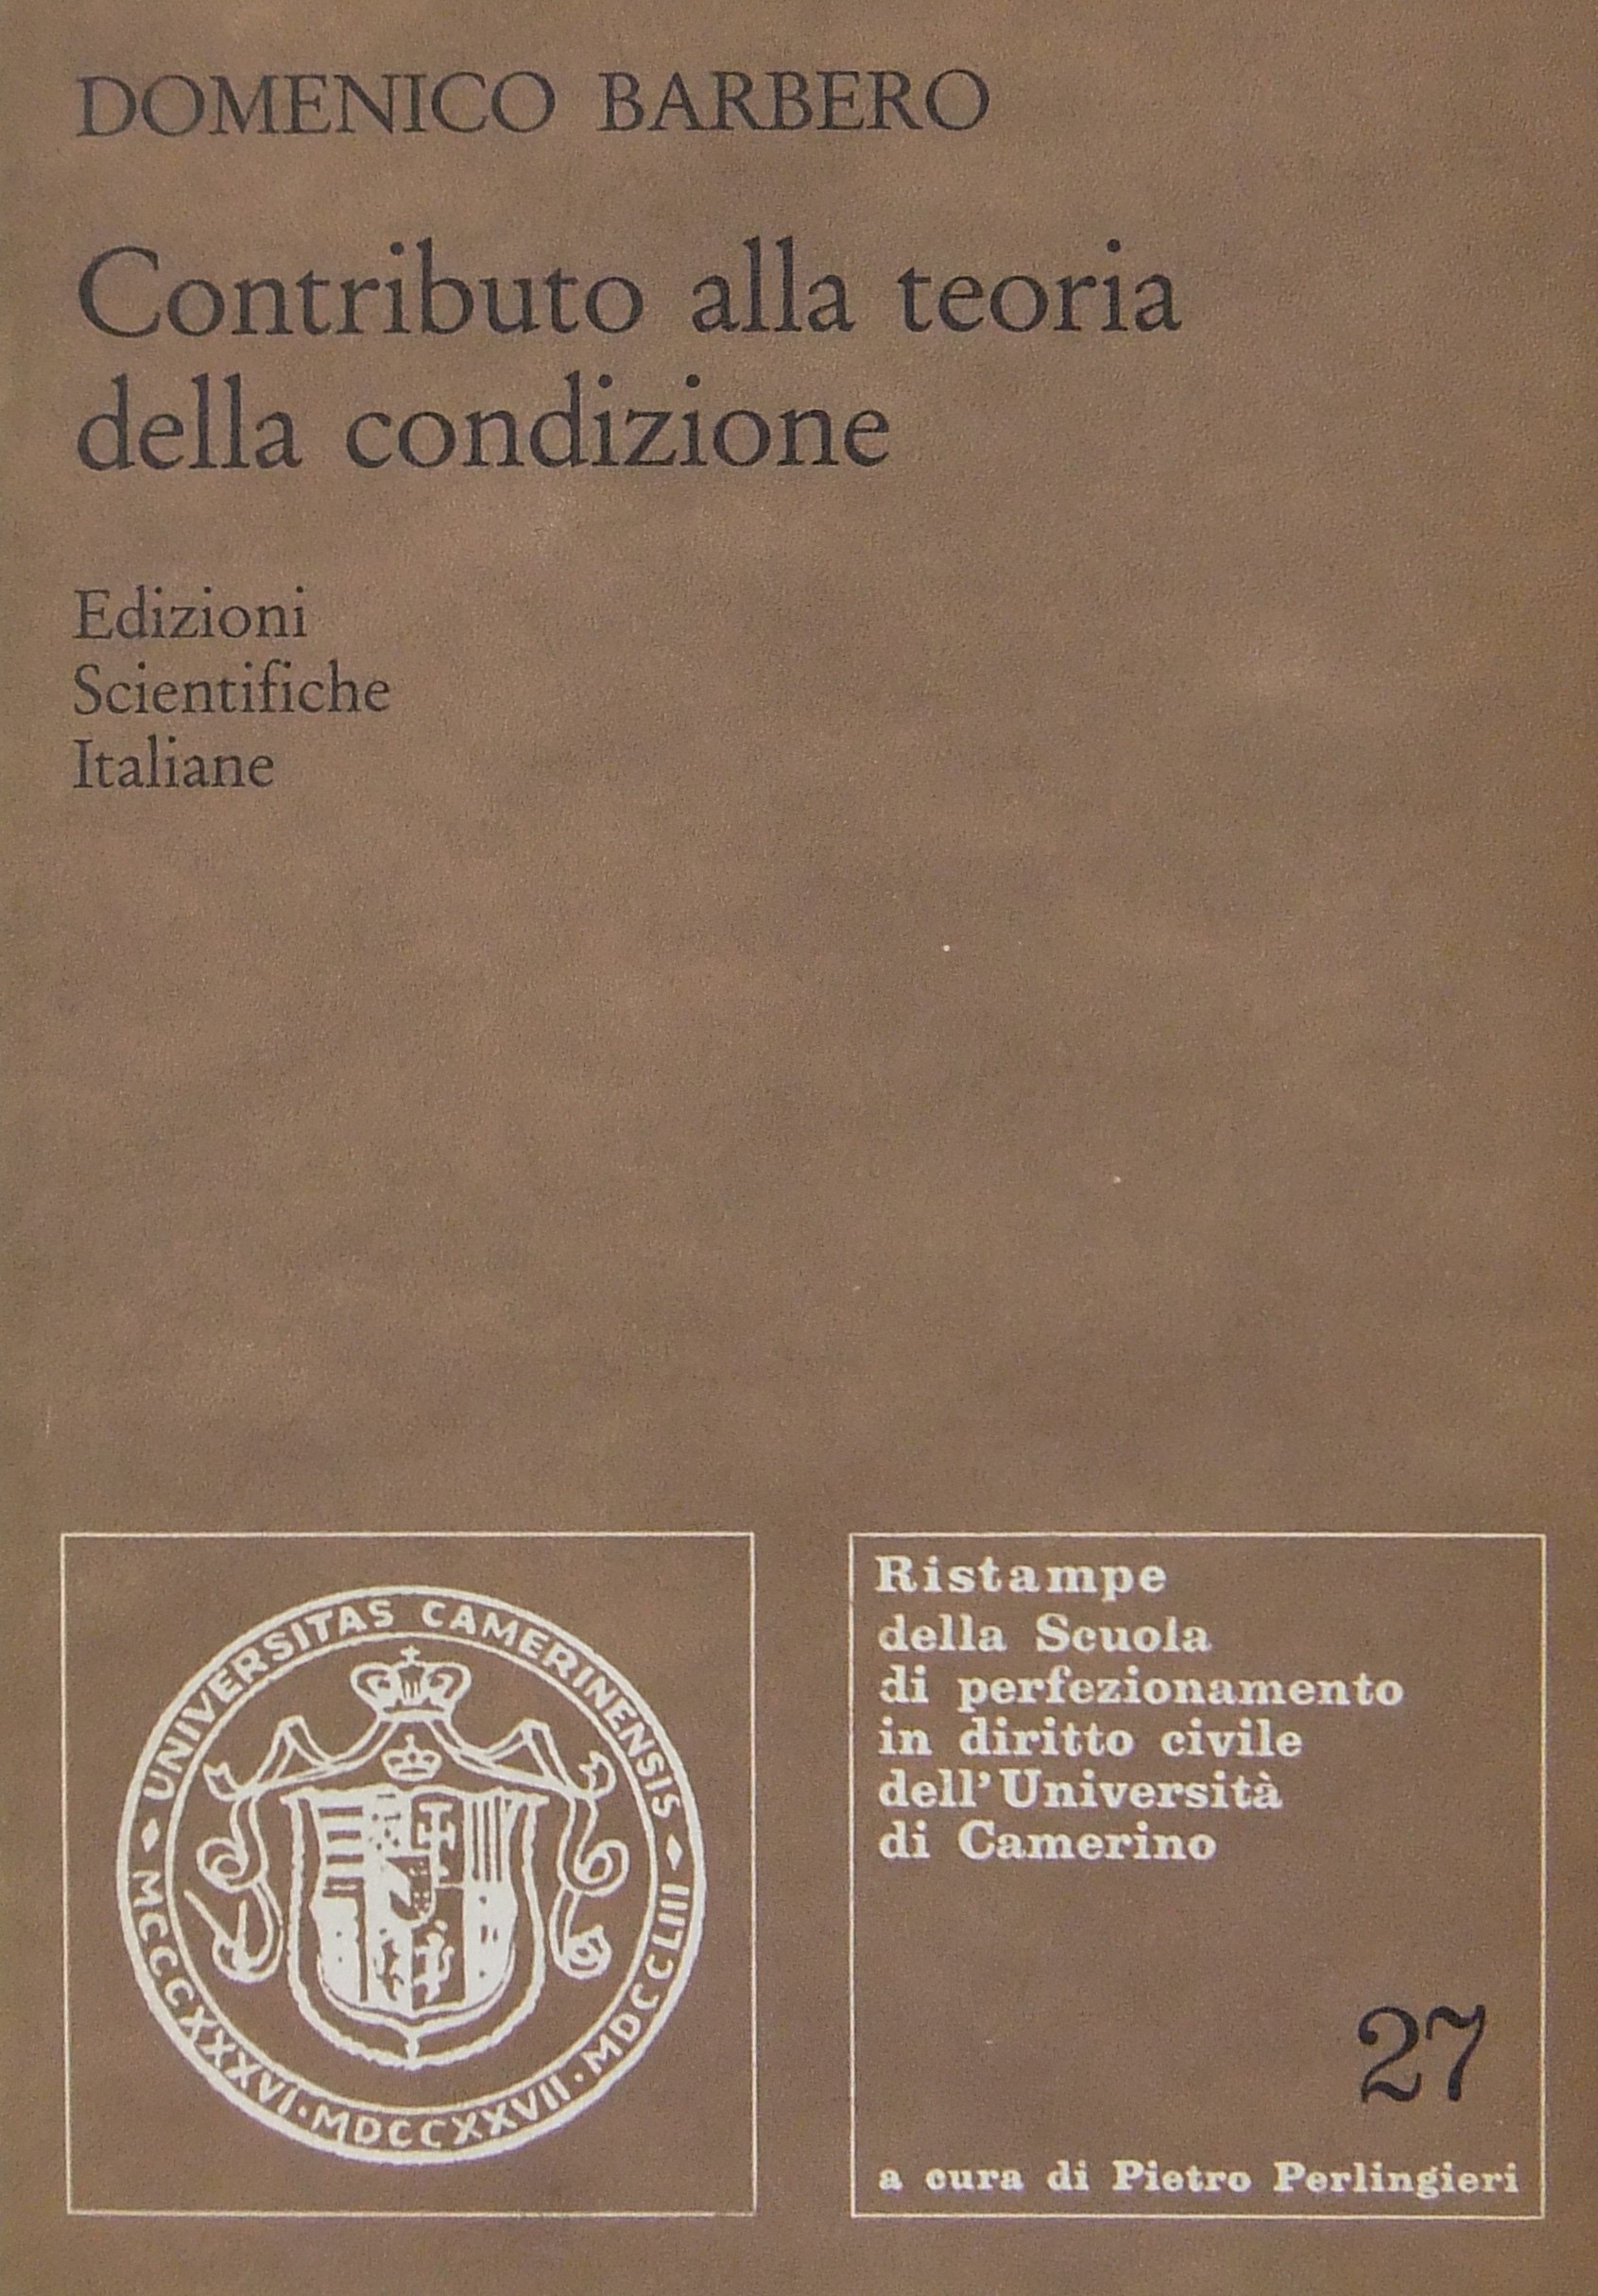 DOMENICO BARBERO
Contributo alla teoria
della condizione
Edizioni
Scientifiche
Italiane
UNIVERSITAS CAMERINENSIS
MCCCXXXVI · MDCCXXVII · MDCCLIII
Ristampe
della Scuola
di perfezionamento
in diritto civile
dell'Università
di Camerino
27
a cura di Pietro Perlingieri